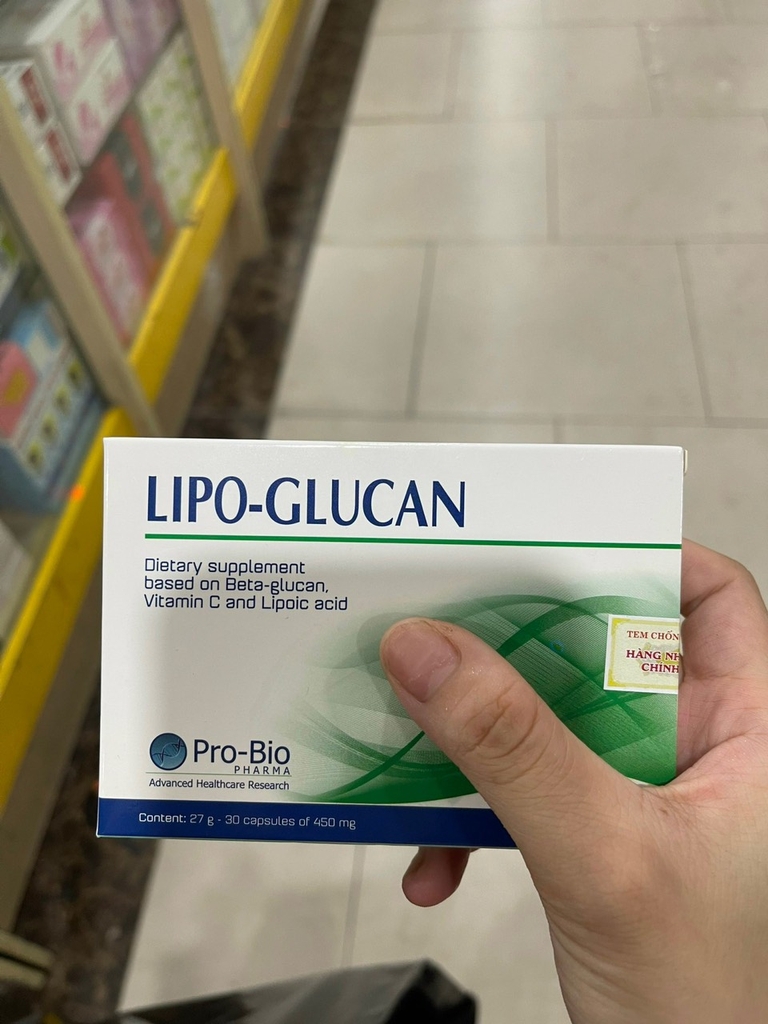 LIPO-GLUCAN
Dietary supplement
based on Beta-glucan,
Vitamin C and Lipoic acid
TEM CHỐN
HÀNG NH
CHÍNH
Pro-Bio
PHARMA
Advanced Healthcare Research
Content: 27 g - 30 capsules of 450 mg